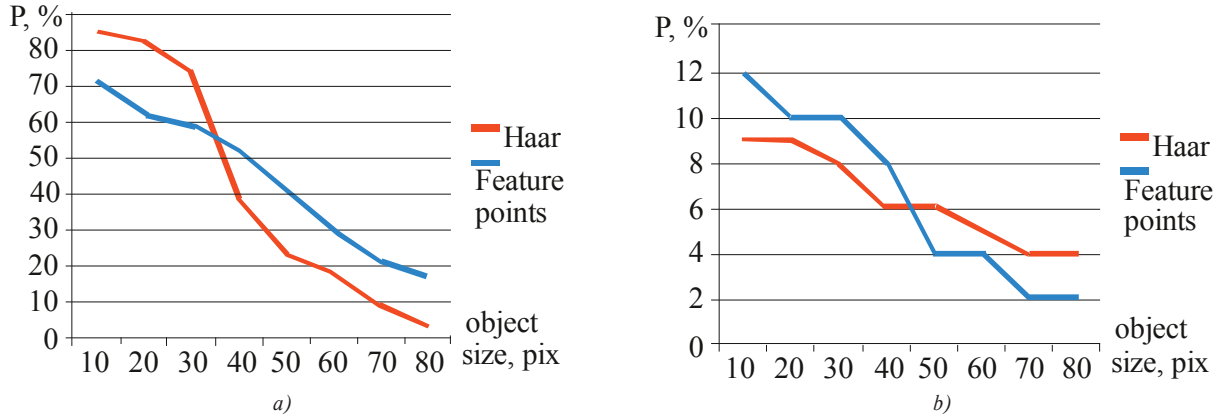 P, %
80
70
60
50
40
30
20
10
0
10 20 30 40 50 60 70 80
object
size, pix
Haar
Feature
points
a)
P, %
12
10
8
6
4
2
0
10 20 30 40 50 60 70 80
object
size, pix
Haar
Feature
points
b)